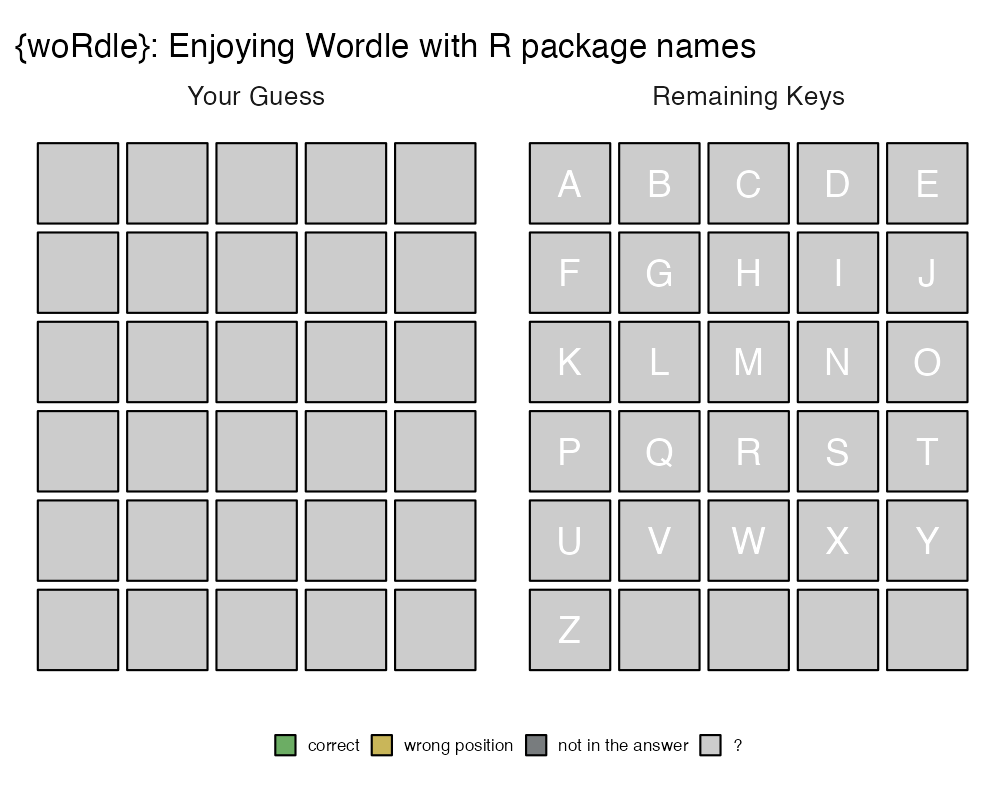 {woRdle}: Enjoying Wordle with R package names
Your Guess
Remaining Keys
A B C D E
F G H I J
K L M N O
P Q R S T
U V W X Y
Z
correct wrong position not in the answer ?